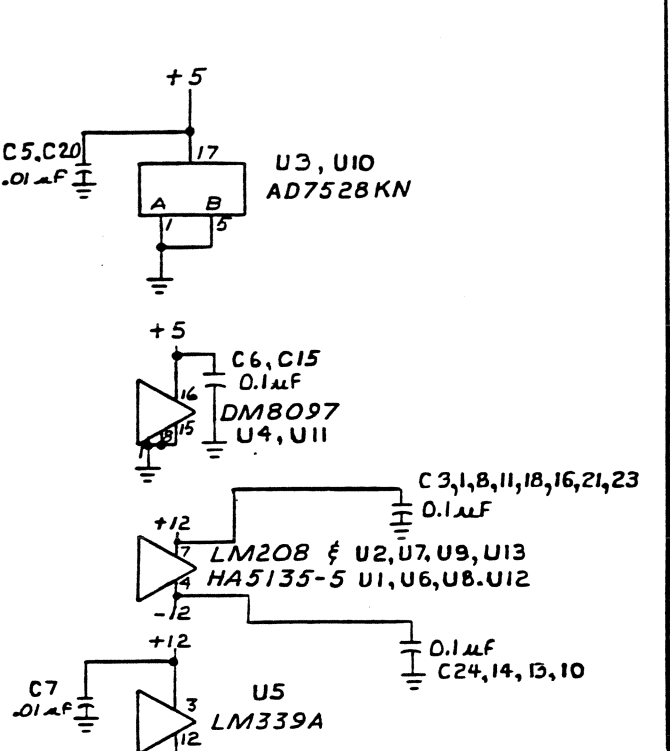 +5
C5,C20
.01 µF
17
U3, U10
AD7528KN
A B
1 5
+5
C6, C15
0.1µF
16
DM8097
15
U4, U11
1 8
C 3,1,8,11,18,16,21,23
0.1µF
+12
7
LM208 & U2,U7,U9,U13
HA5135-5 U1,U6,U8.U12
4
-12
0.1µF
C24,14,13,10
+12
C7
.01µF
3
U5
LM339A
12